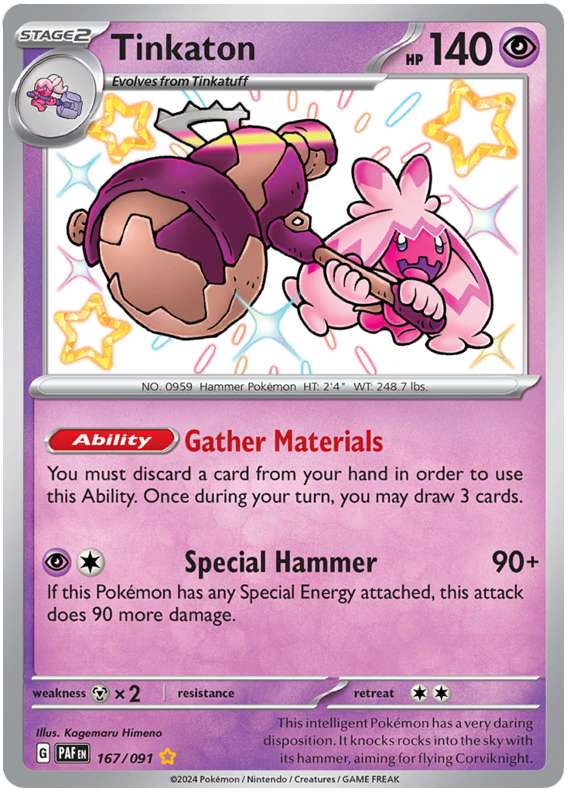 STAGE2
Tinkaton
HP 140
Evolves from Tinkatuff
NO. 0959 Hammer Pokémon HT: 2'4" WT: 248.7 lbs.
Ability Gather Materials
You must discard a card from your hand in order to use
this Ability. Once during your turn, you may draw 3 cards.
Special Hammer 90+
If this Pokémon has any Special Energy attached, this attack
does 90 more damage.
weakness ×2 resistance retreat
Illus. Kagemaru Himeno
G PAF EN 167/091
This intelligent Pokémon has a very daring
disposition. It knocks rocks into the sky with
its hammer, aiming for flying Corviknight.
©2024 Pokémon / Nintendo / Creatures / GAME FREAK